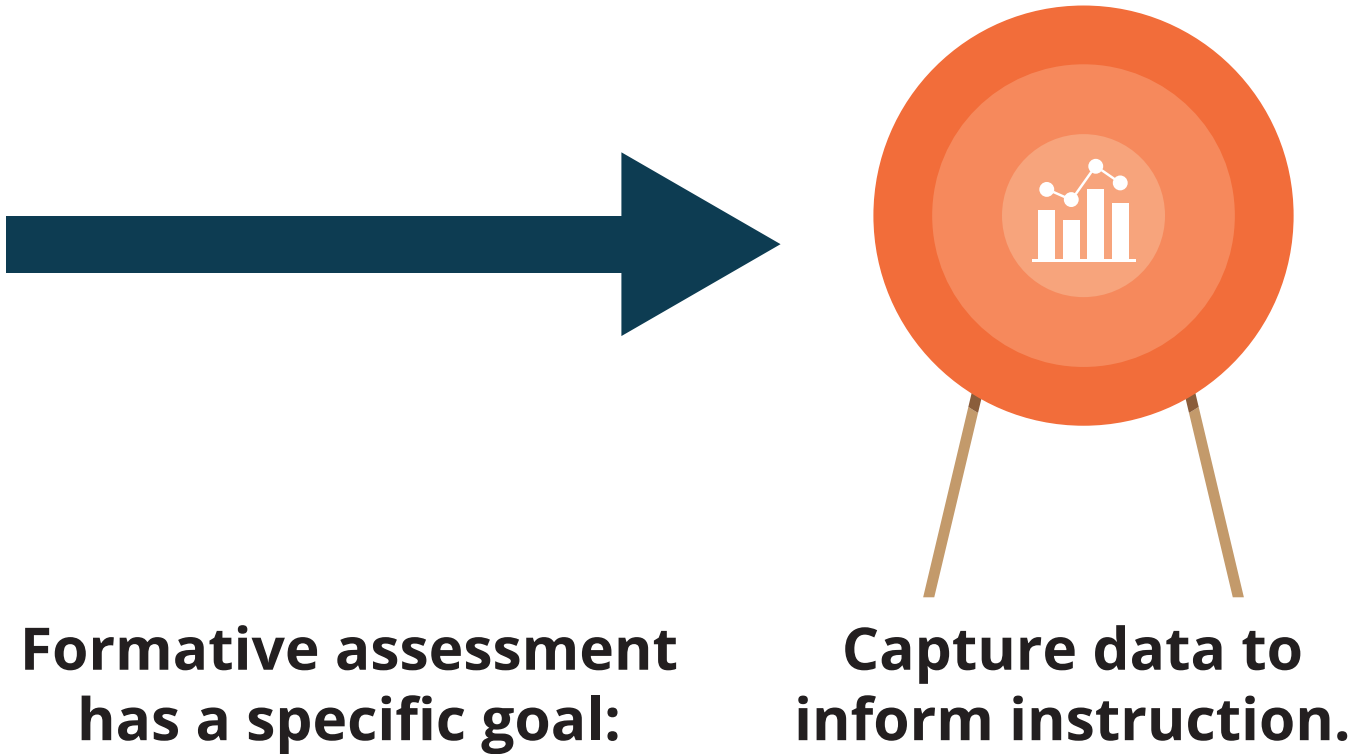 Formative assessment
has a specific goal:
Capture data to
inform instruction.